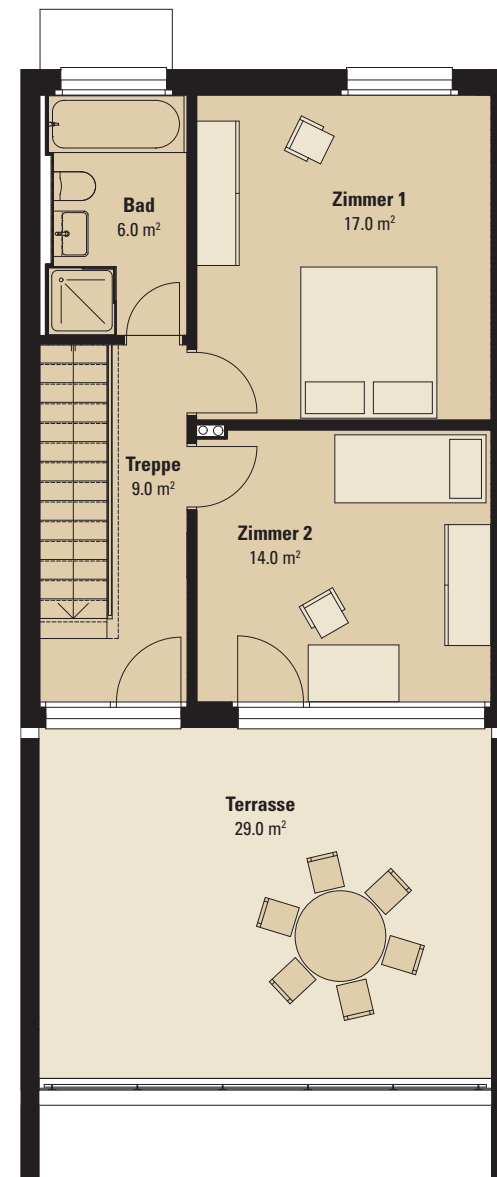 Bad
6.0 m²
Zimmer 1
17.0 m²
Treppe
9.0 m²
Zimmer 2
14.0 m²
Terrasse
29.0 m²